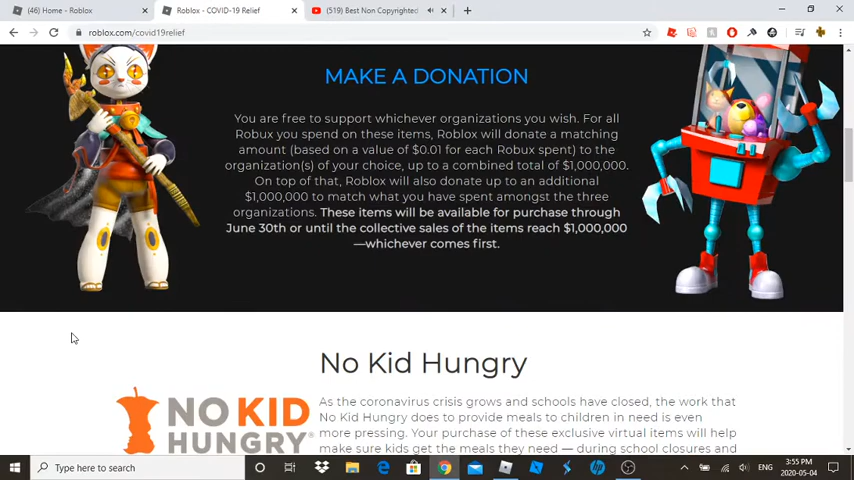 (46) Home - Roblox
Roblox - COVID-19 Relief
(519) Best Non Copyrighted
roblox.com/covid19relief
MAKE A DONATION
You are free to support whichever organizations you wish. For all
Robux you spend on these items, Roblox will donate a matching
amount (based on a value of $0.01 for each Robux spent) to the
organization(s) of your choice, up to a combined total of $1,000,000.
On top of that, Roblox will also donate up to an additional
$1,000,000 to match what you have spent amongst the three
organizations. These items will be available for purchase through
June 30th or until the collective sales of the items reach $1,000,000
—whichever comes first.
No Kid Hungry
NO KID
HUNGRY®
As the coronavirus crisis grows and schools have closed, the work that
No Kid Hungry does to provide meals to children in need is even
more pressing. Your purchase of these exclusive virtual items will help
make sure kids get the meals they need — during school closures and
Type here to search
ENG
3:55 PM
2020-05-04